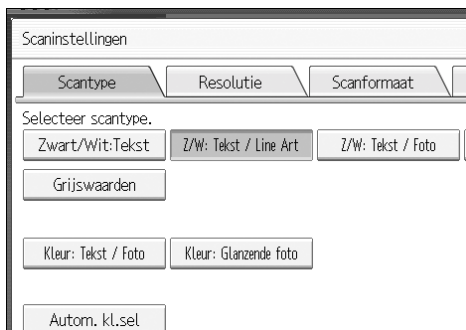 Scaninstellingen
Scantype Resolutie Scanformaat
Selecteer scantype.
Zwart/Wit:Tekst Z/W: Tekst / Line Art Z/W: Tekst / Foto
Grijswaarden
Kleur: Tekst / Foto Kleur: Glanzende foto
Autom. kl.sel